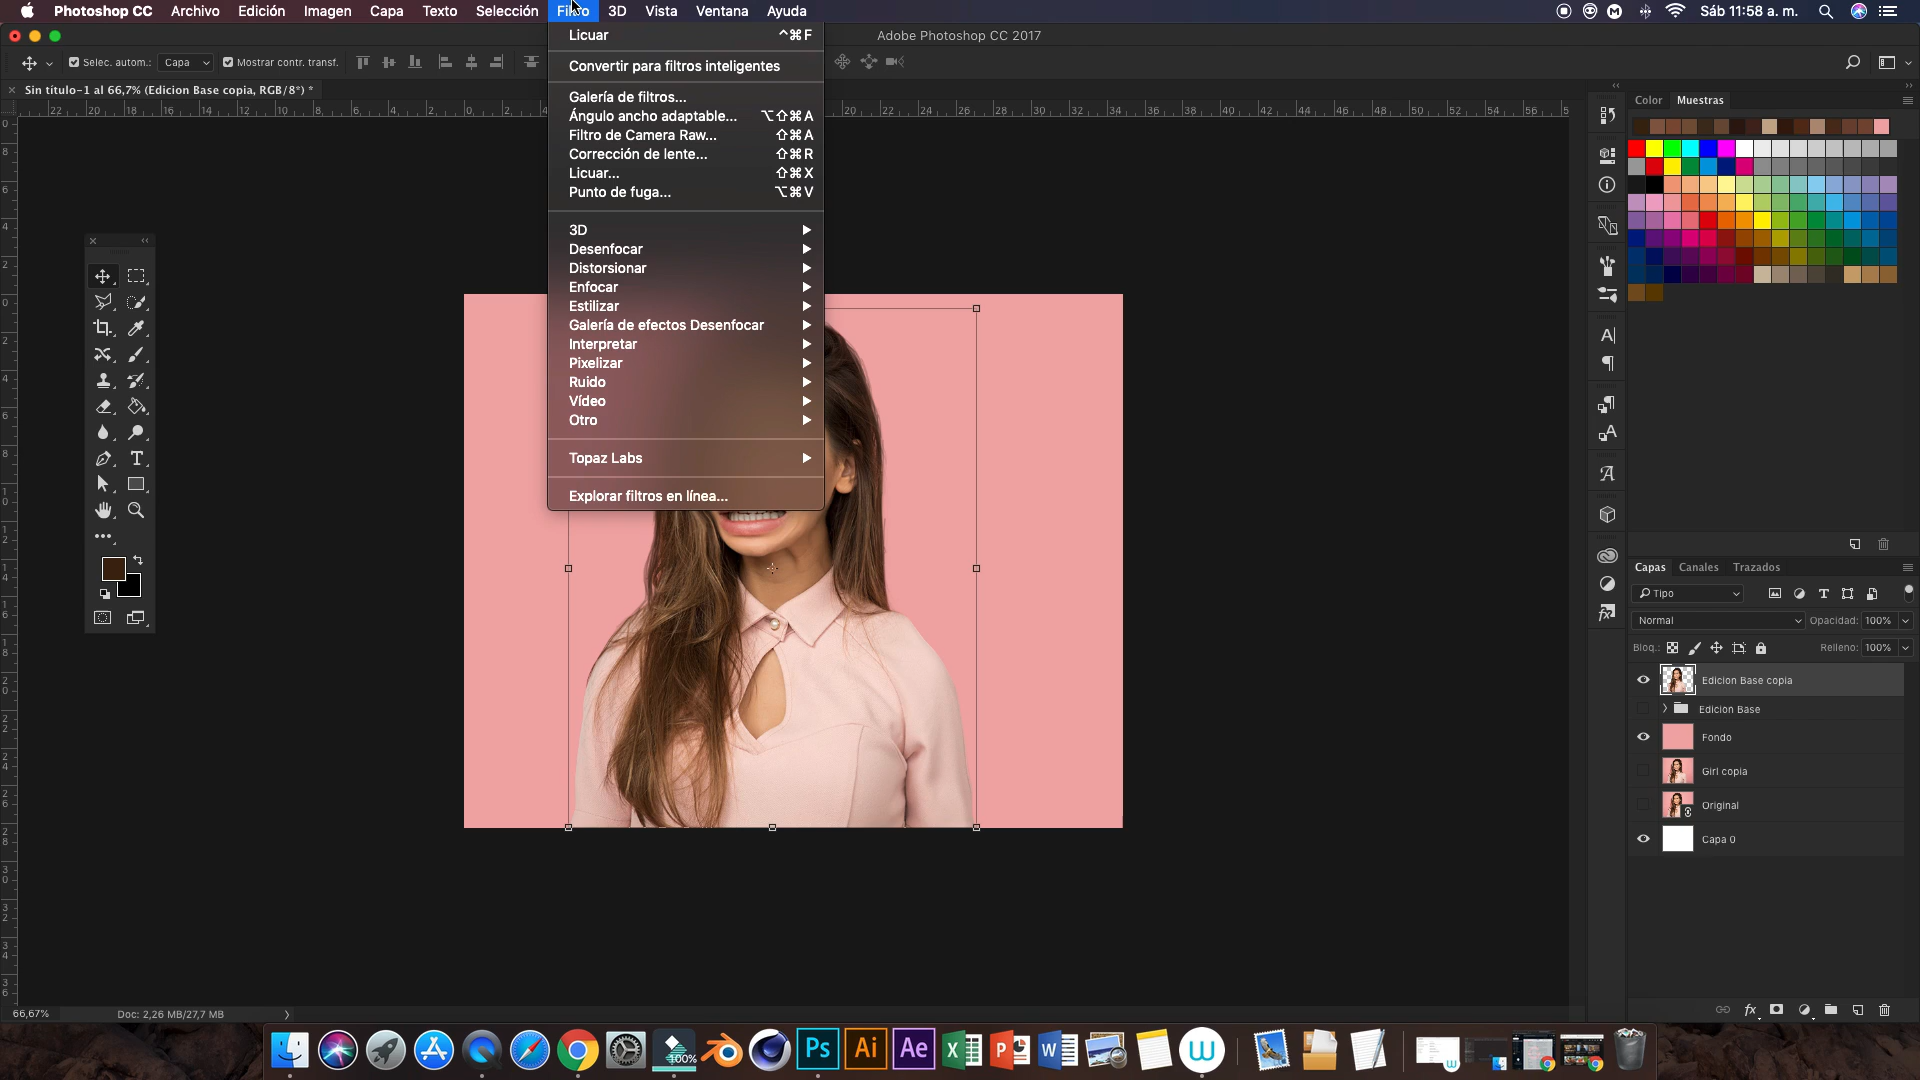 Photoshop CC Archivo Edición Imagen Capa Texto Selección Filtro 3D Vista Ventana Ayuda Sáb 11:58 a. m.
Adobe Photoshop CC 2017
Selec. autom.: Capa Mostrar contr. transf.
Sin titulo-1 al 66,7% (Edicion Base copia, RGB/8*) *
Licuar ^⌘F
Convertir para filtros inteligentes
Galería de filtros...
Ángulo ancho adaptable... ⌥⇧⌘A
Filtro de Camera Raw... ⇧⌘A
Corrección de lente... ⇧⌘R
Licuar... ⇧⌘X
Punto de fuga... ⌥⌘V
3D
Desenfocar
Distorsionar
Enfocar
Estilizar
Galería de efectos Desenfocar
Interpretar
Pixelizar
Ruido
Vídeo
Otro
Topaz Labs
Explorar filtros en línea...
Color Muestras
Capas Canales Trazados
Tipo
Normal Opacidad: 100%
Bloq.: Relleno: 100%
Edicion Base copia
Edicion Base
Fondo
Girl copia
Original
Capa 0
66,67% Doc: 2,26 MB/27,7 MB
100% Ps Ai Ae